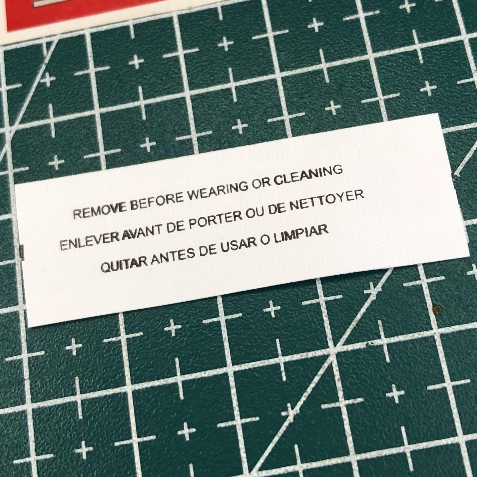 REMOVE BEFORE WEARING OR CLEANING
ENLEVER AVANT DE PORTER OU DE NETTOYER
QUITAR ANTES DE USAR O LIMPIAR